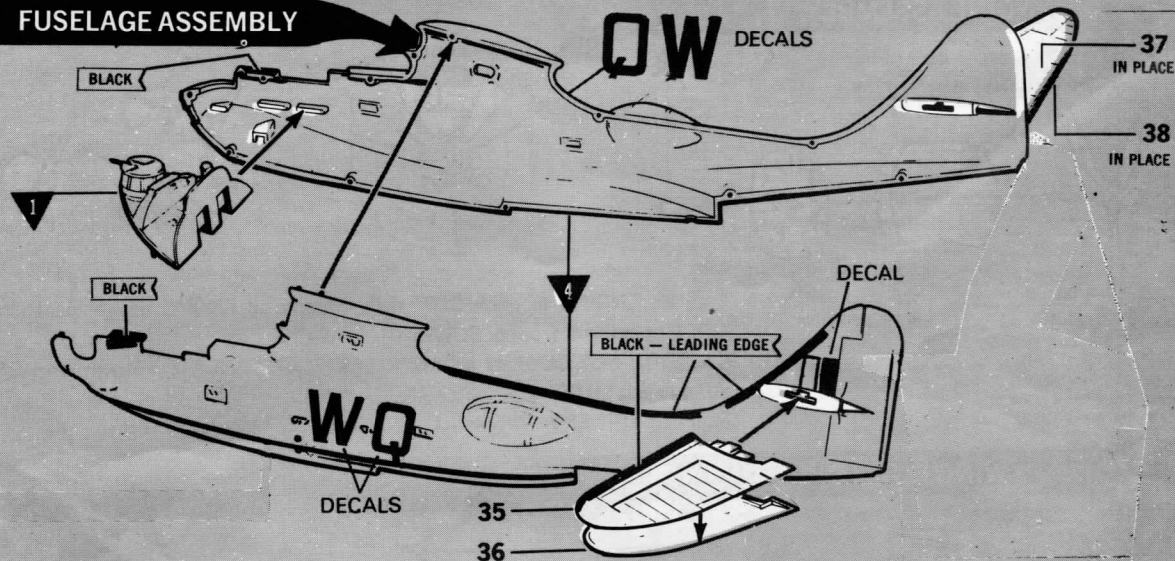 FUSELAGE ASSEMBLY
BLACK
QW DECALS
37
IN PLACE
38
IN PLACE
1
BLACK
4
DECAL
BLACK — LEADING EDGE
WQ
DECALS
35
36